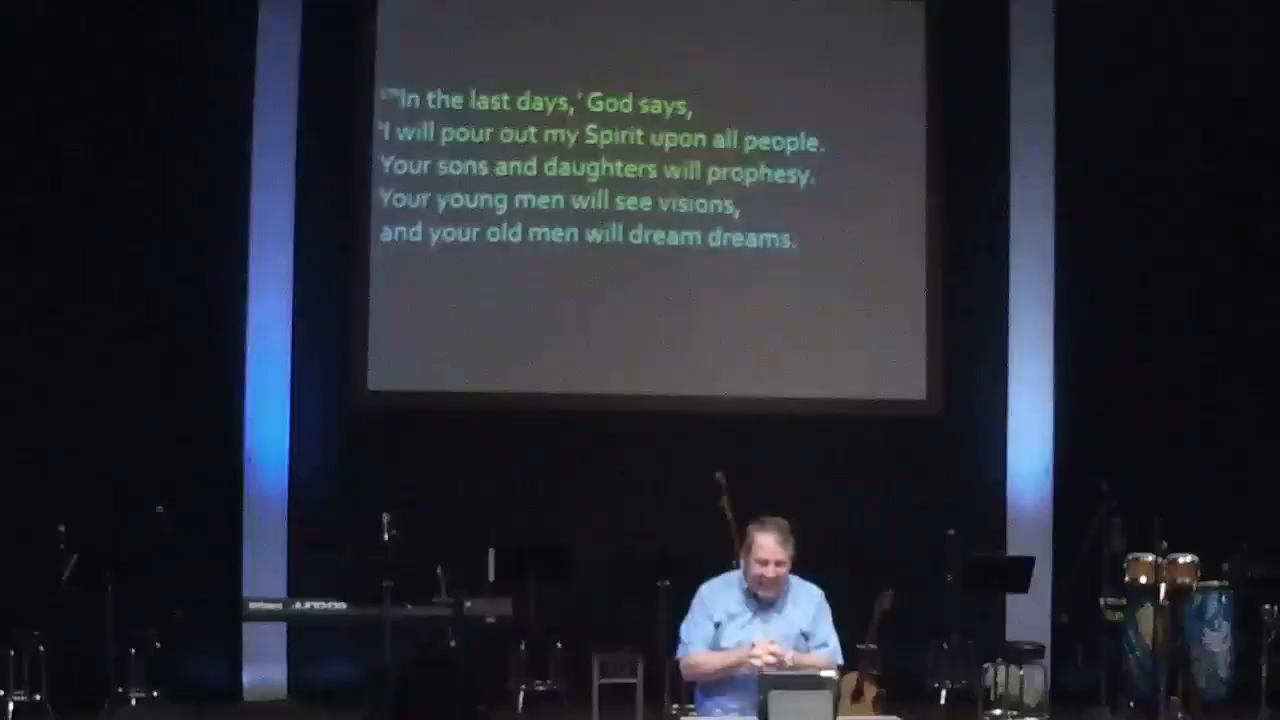 "In the last days,' God says,
'I will pour out my Spirit upon all people.
Your sons and daughters will prophesy.
Your young men will see visions,
and your old men will dream dreams.